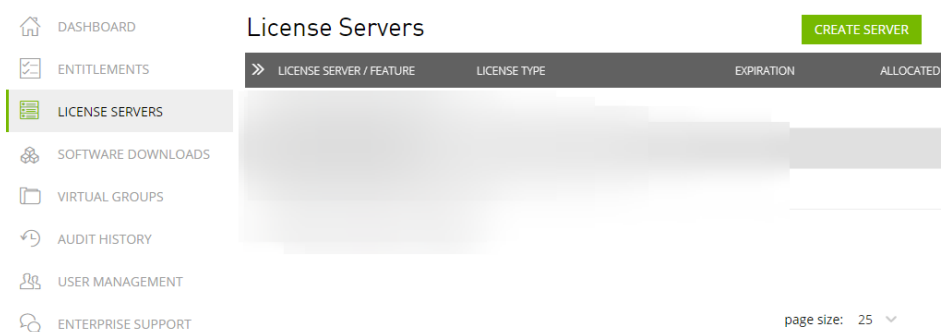 DASHBOARD
ENTITLEMENTS
LICENSE SERVERS
SOFTWARE DOWNLOADS
VIRTUAL GROUPS
AUDIT HISTORY
USER MANAGEMENT
ENTERPRISE SUPPORT
License Servers
CREATE SERVER
LICENSE SERVER / FEATURE LICENSE TYPE EXPIRATION ALLOCATED
page size: 25